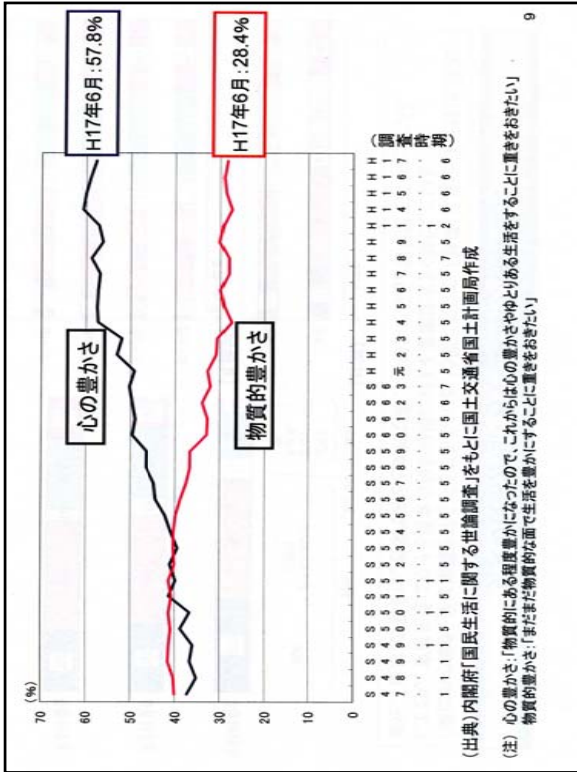 (%)
70
60
50
40
30
20
10
0
心の豊かさ
物質的豊かさ
H17年6月:57.8%
H17年6月:28.4%
(調査時期)
(出典)内閣府「国民生活に関する世論調査」をもとに国土交通省国土計画局作成
(注) 心の豊かさ:「物質的にある程度豊かになったので、これからは心の豊かさやゆとりある生活をすることに重きをおきたい」
物質的豊かさ:「まだまだ物質的な面で生活を豊かにすることに重きをおきたい」
9